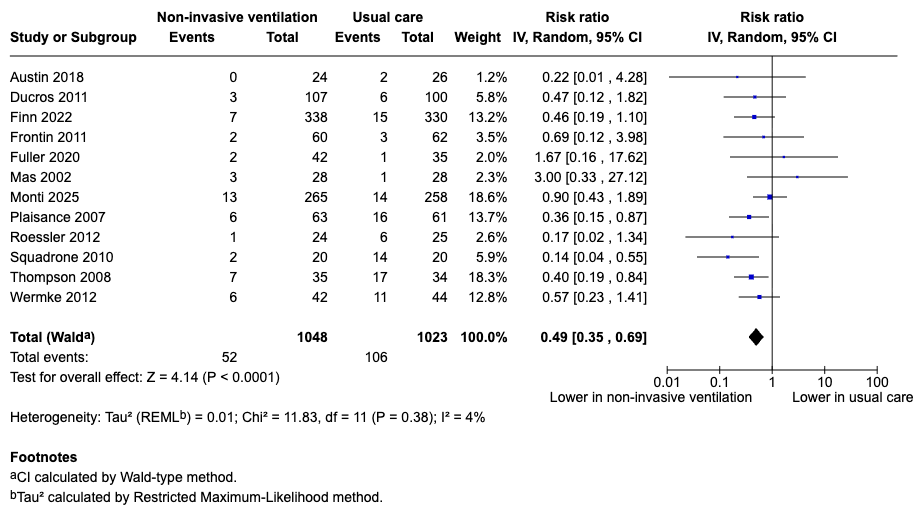 Non-invasive ventilation Usual care Risk ratio Risk ratio
Study or Subgroup Events Total Events Total Weight IV, Random, 95% CI IV, Random, 95% CI
Austin 2018 0 24 2 26 1.2% 0.22 [0.01 , 4.28]
Ducros 2011 3 107 6 100 5.8% 0.47 [0.12 , 1.82]
Finn 2022 7 338 15 330 13.2% 0.46 [0.19 , 1.10]
Frontin 2011 2 60 3 62 3.5% 0.69 [0.12 , 3.98]
Fuller 2020 2 42 1 35 2.0% 1.67 [0.16 , 17.62]
Mas 2002 3 28 1 28 2.3% 3.00 [0.33 , 27.12]
Monti 2025 13 265 14 258 18.6% 0.90 [0.43 , 1.89]
Plaisance 2007 6 63 16 61 13.7% 0.36 [0.15 , 0.87]
Roessler 2012 1 24 6 25 2.6% 0.17 [0.02 , 1.34]
Squadrone 2010 2 20 14 20 5.9% 0.14 [0.04 , 0.55]
Thompson 2008 7 35 17 34 18.3% 0.40 [0.19 , 0.84]
Wermke 2012 6 42 11 44 12.8% 0.57 [0.23 , 1.41]
Total (Waldᵃ) 1048 1023 100.0% 0.49 [0.35 , 0.69]
Total events: 52 106
Test for overall effect: Z = 4.14 (P < 0.0001)
0.01 0.1 1 10 100
Lower in non-invasive ventilation Lower in usual care
Heterogeneity: Tau² (REMLᵇ) = 0.01; Chi² = 11.83, df = 11 (P = 0.38); I² = 4%
Footnotes
ᵃCI calculated by Wald-type method.
ᵇTau² calculated by Restricted Maximum-Likelihood method.